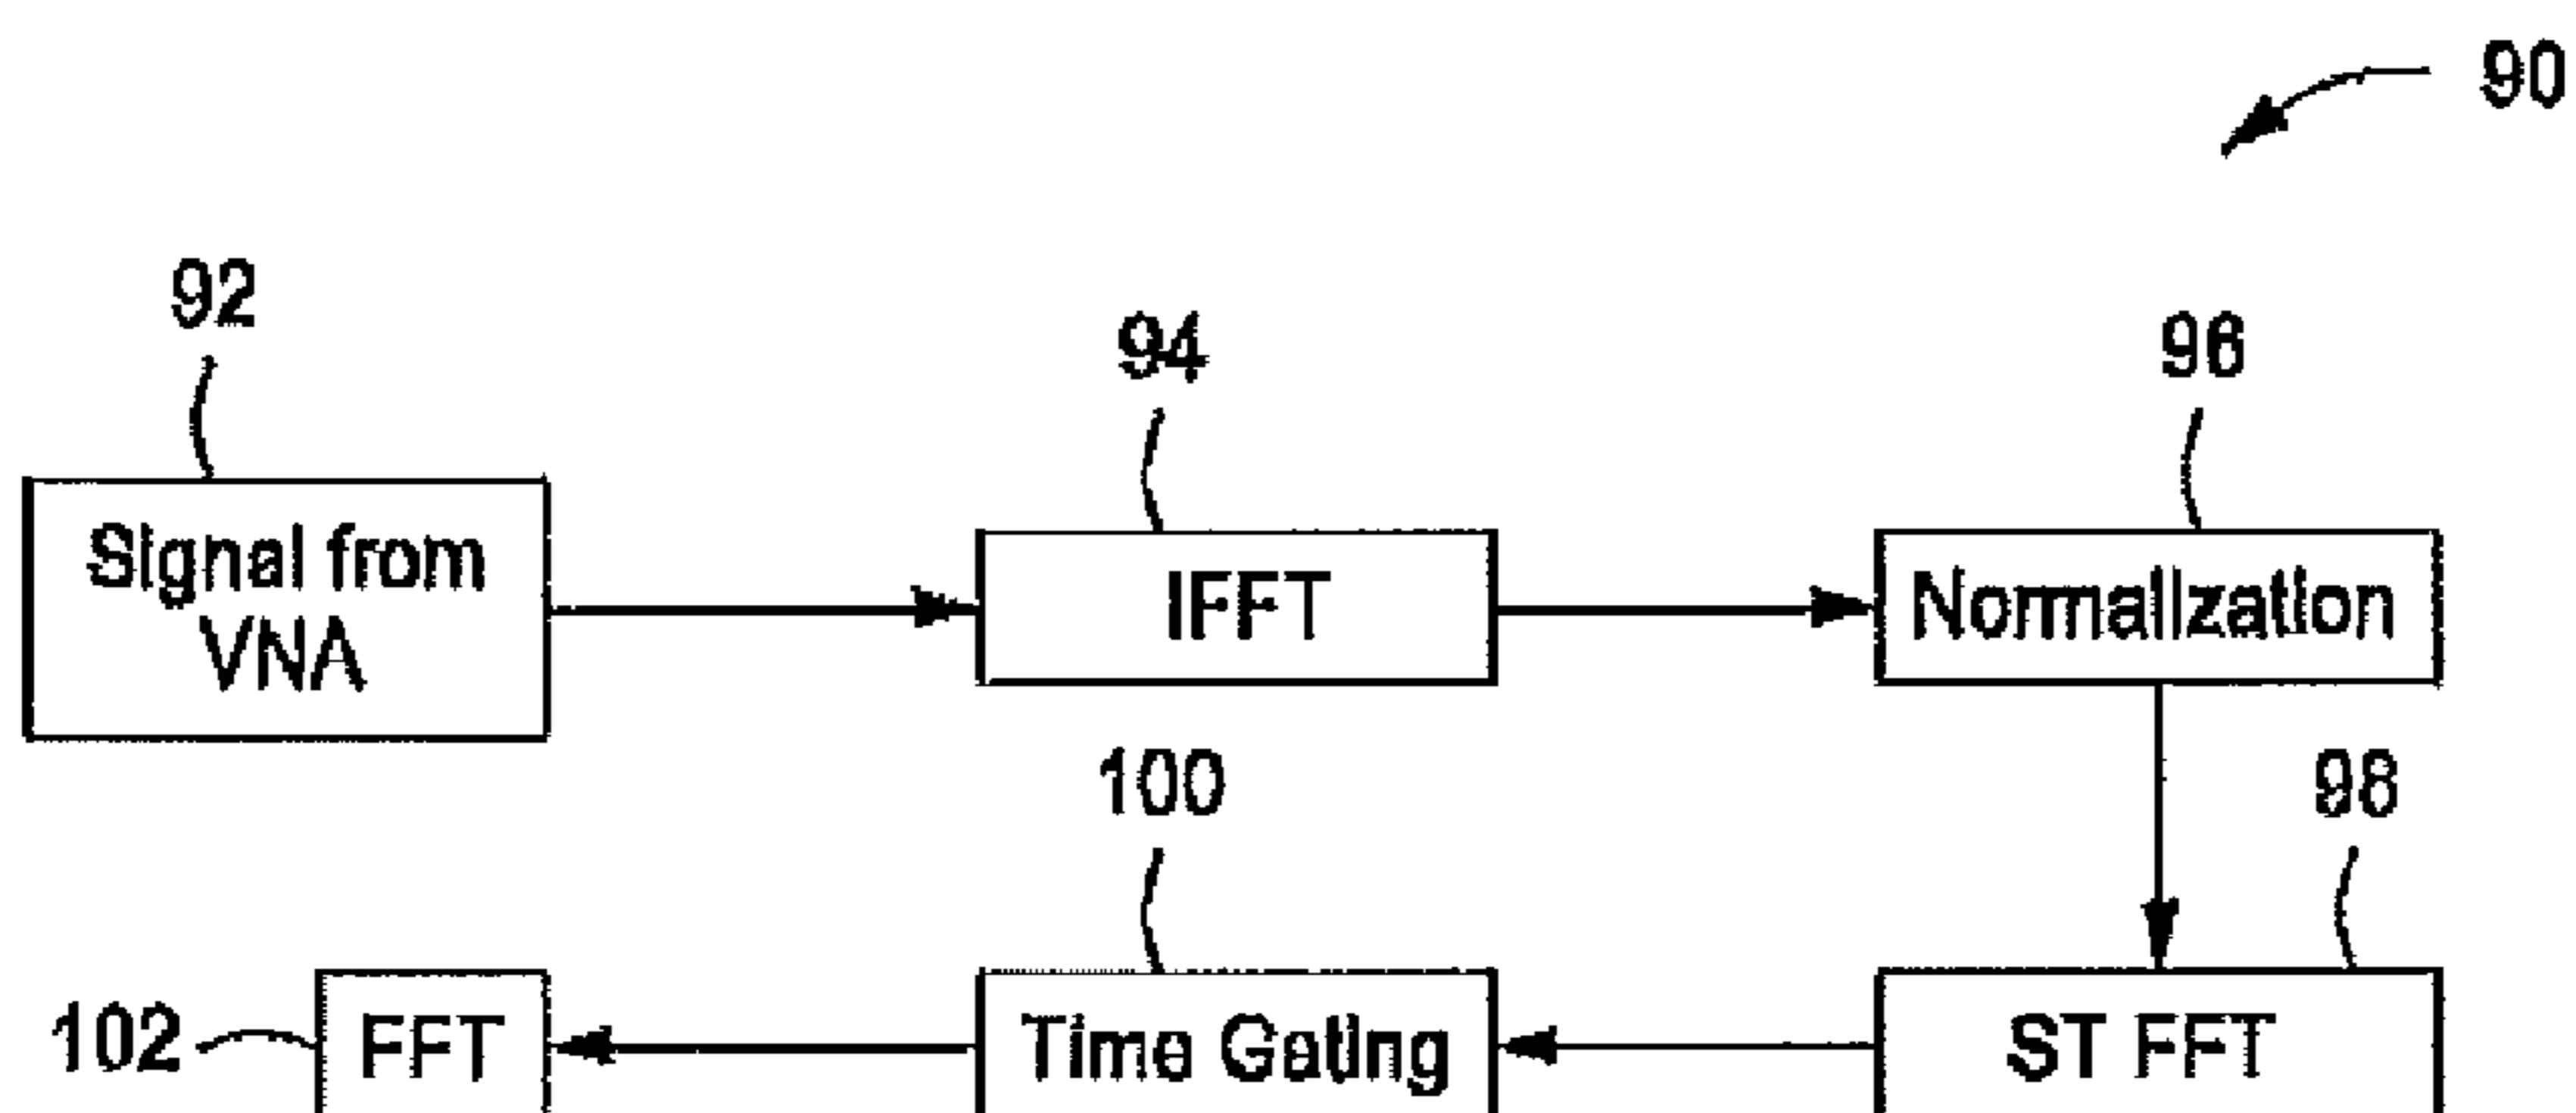 90
92
94
96
Signal from
VNA
IFFT
Normalization
100
98
102
FFT
Time Gating
ST FFT